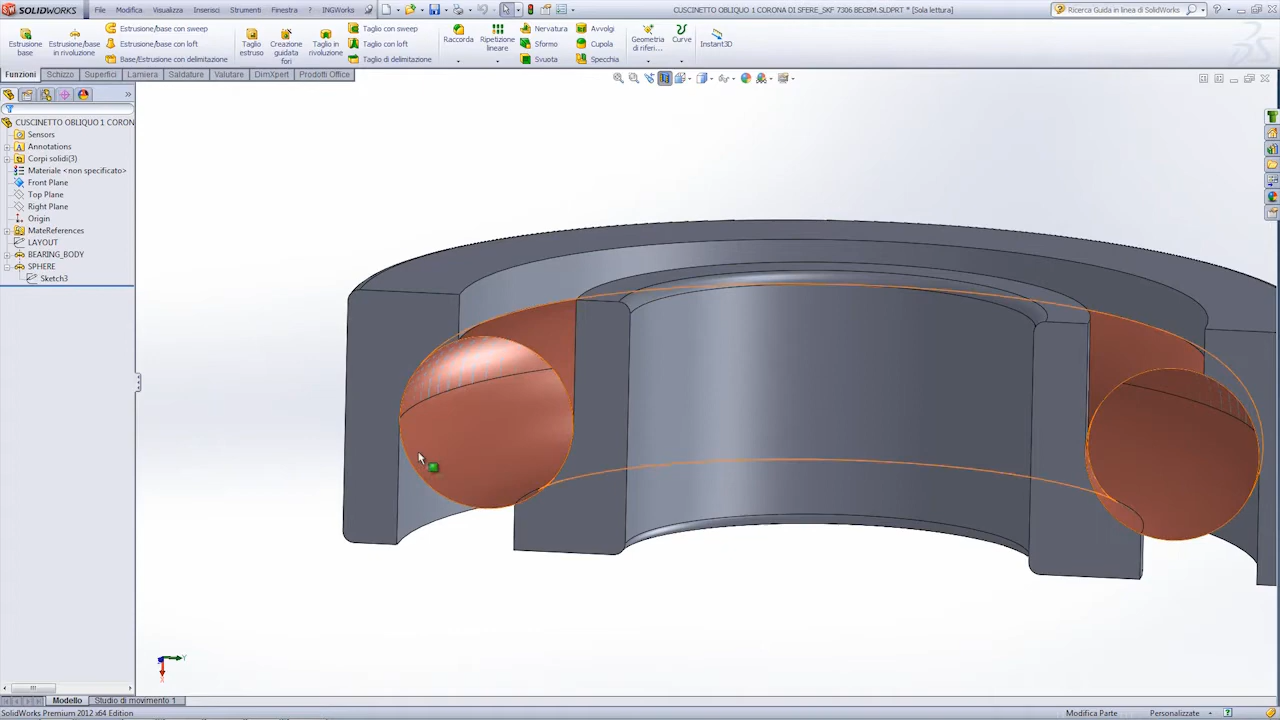 SOLIDWORKS File Modifica Visualizza Inserisci Strumenti Finestra ? INGWorks CUSCINETTO OBLIQUO 1 CORONA DI SFERE_SKF 7306 BECBM.SLDPRT * [Sola lettura] Ricerca Guida in linea di SolidWorks
Estrusione base
Estrusione/base in rivoluzione
Estrusione/base con sweep
Estrusione/base con loft
Base/Estrusione con delimitazione
Taglio estruso
Creazione guidata fori
Taglio in rivoluzione
Taglio con sweep
Taglio con loft
Taglio di delimitazione
Raccorda
Ripetizione lineare
Nervatura
Sformo
Svuota
Avvolgi
Cupola
Specchia
Geometria di riferi...
Curve
Instant3D
Funzioni Schizzo Superfici Lamiera Saldature Valutare DimXpert Prodotti Office
CUSCINETTO OBLIQUO 1 CORON
Sensors
Annotations
Corpi solidi(3)
Materiale <non specificato>
Front Plane
Top Plane
Right Plane
Origin
MateReferences
LAYOUT
BEARING_BODY
SPHERE
Sketch3
Y
X
Modello Studio di movimento 1
SolidWorks Premium 2012 x64 Edition Modifica Parte Personalizzate